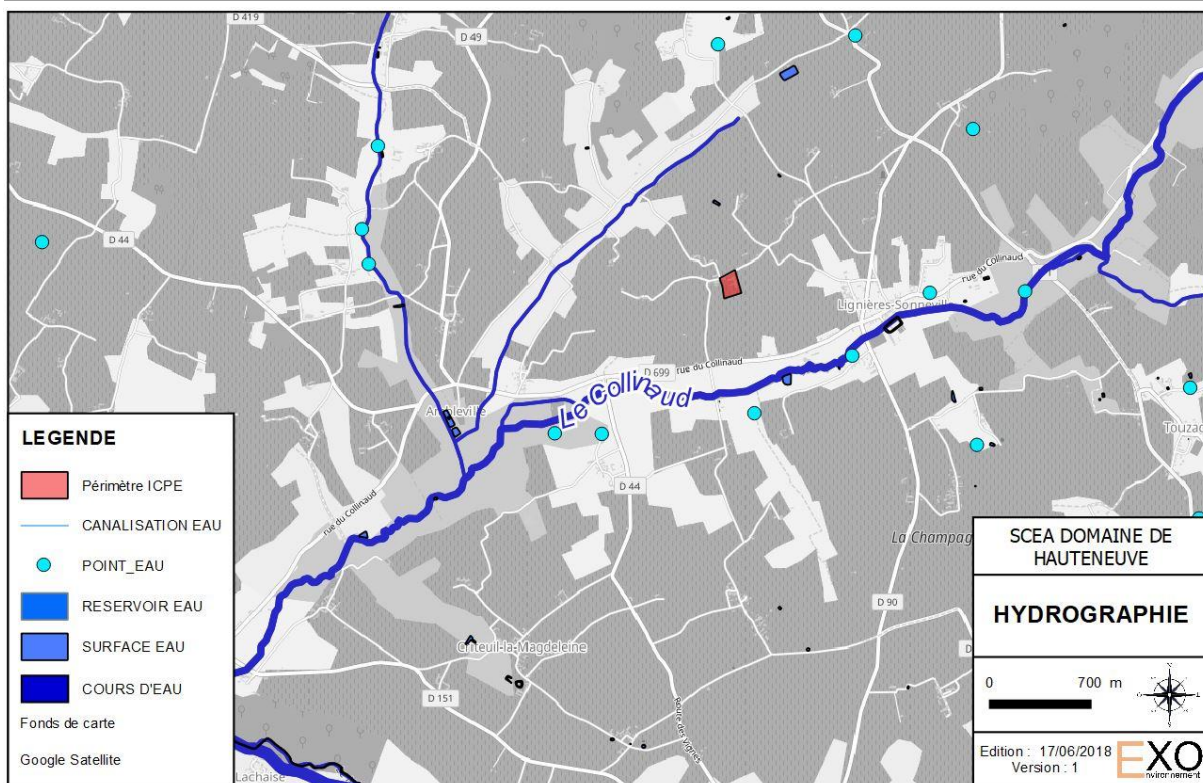 D 419
D 49
D 44
rue du Collinaud
Lignières-Sonneville
rue du Collinaud
D 699
Le Collinaud
Ambleville
D 44
rue du Collinaud
Touzac
La Champag
D 90
Criteuil-la-Magdeleine
D 151
Route des Vignes
Lachaise
D
LEGENDE
Périmètre ICPE
CANALISATION EAU
POINT_EAU
RESERVOIR EAU
SURFACE EAU
COURS D'EAU
Fonds de carte
Google Satellite
SCEA DOMAINE DE
HAUTENEUVE
HYDROGRAPHIE
0 700 m
Edition : 17/06/2018
Version : 1
EXO
nvironnement